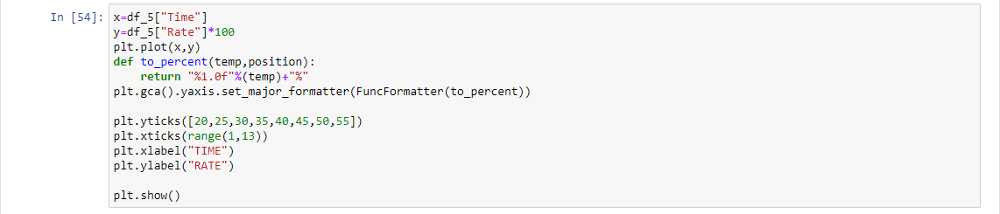 In [54]: x=df_5["Time"]
y=df_5["Rate"]*100
plt.plot(x,y)
def to_percent(temp,position):
    return "%1.0f"%(temp)+"%"
plt.gca().yaxis.set_major_formatter(FuncFormatter(to_percent))

plt.yticks([20,25,30,35,40,45,50,55])
plt.xticks(range(1,13))
plt.xlabel("TIME")
plt.ylabel("RATE")

plt.show()